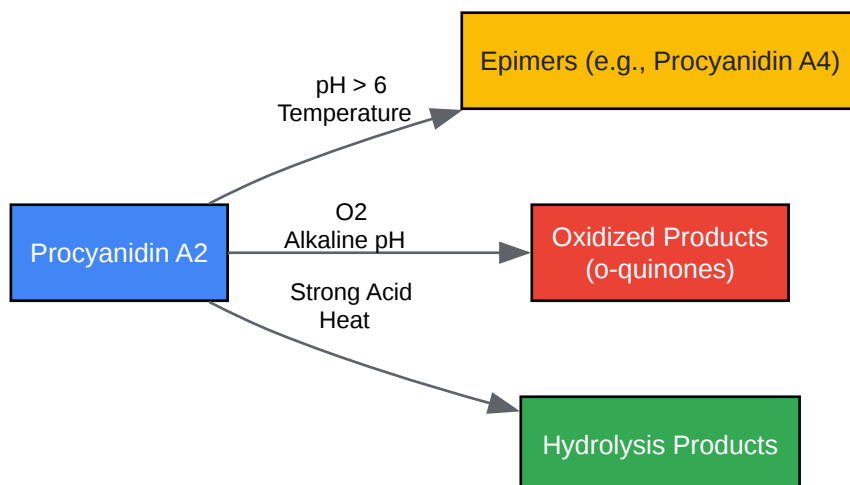 Epimers (e.g., Procyanidin A4)
pH > 6
Temperature
Procyanidin A2
O2
Alkaline pH
Oxidized Products
(o-quinones)
Strong Acid
Heat
Hydrolysis Products